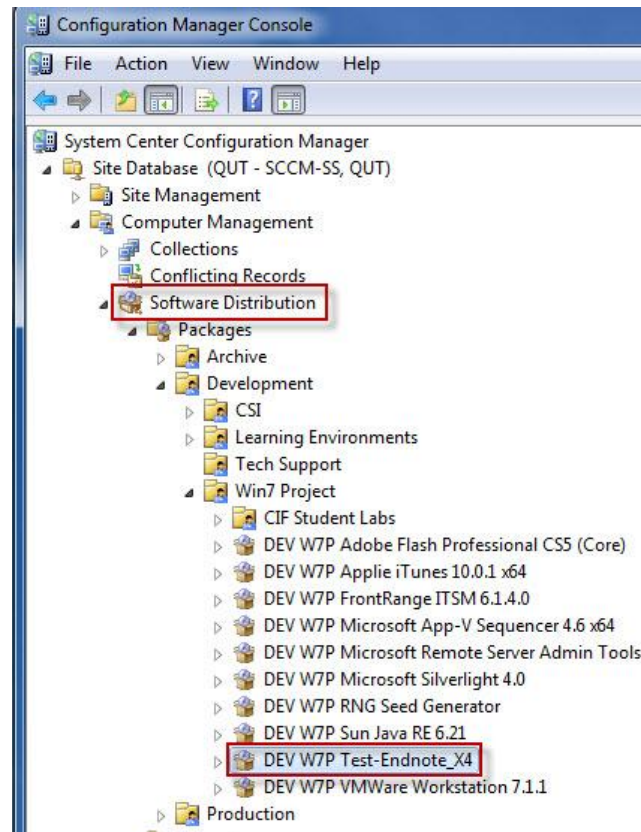 Configuration Manager Console
File Action View Window Help
System Center Configuration Manager
Site Database (QUT - SCCM-SS, QUT)
Site Management
Computer Management
Collections
Conflicting Records
Software Distribution
Packages
Archive
Development
CSI
Learning Environments
Tech Support
Win7 Project
CIF Student Labs
DEV W7P Adobe Flash Professional CS5 (Core)
DEV W7P Applie iTunes 10.0.1 x64
DEV W7P FrontRange ITSM 6.1.4.0
DEV W7P Microsoft App-V Sequencer 4.6 x64
DEV W7P Microsoft Remote Server Admin Tools
DEV W7P Microsoft Silverlight 4.0
DEV W7P RNG Seed Generator
DEV W7P Sun Java RE 6.21
DEV W7P Test-Endnote_X4
DEV W7P VMWare Workstation 7.1.1
Production